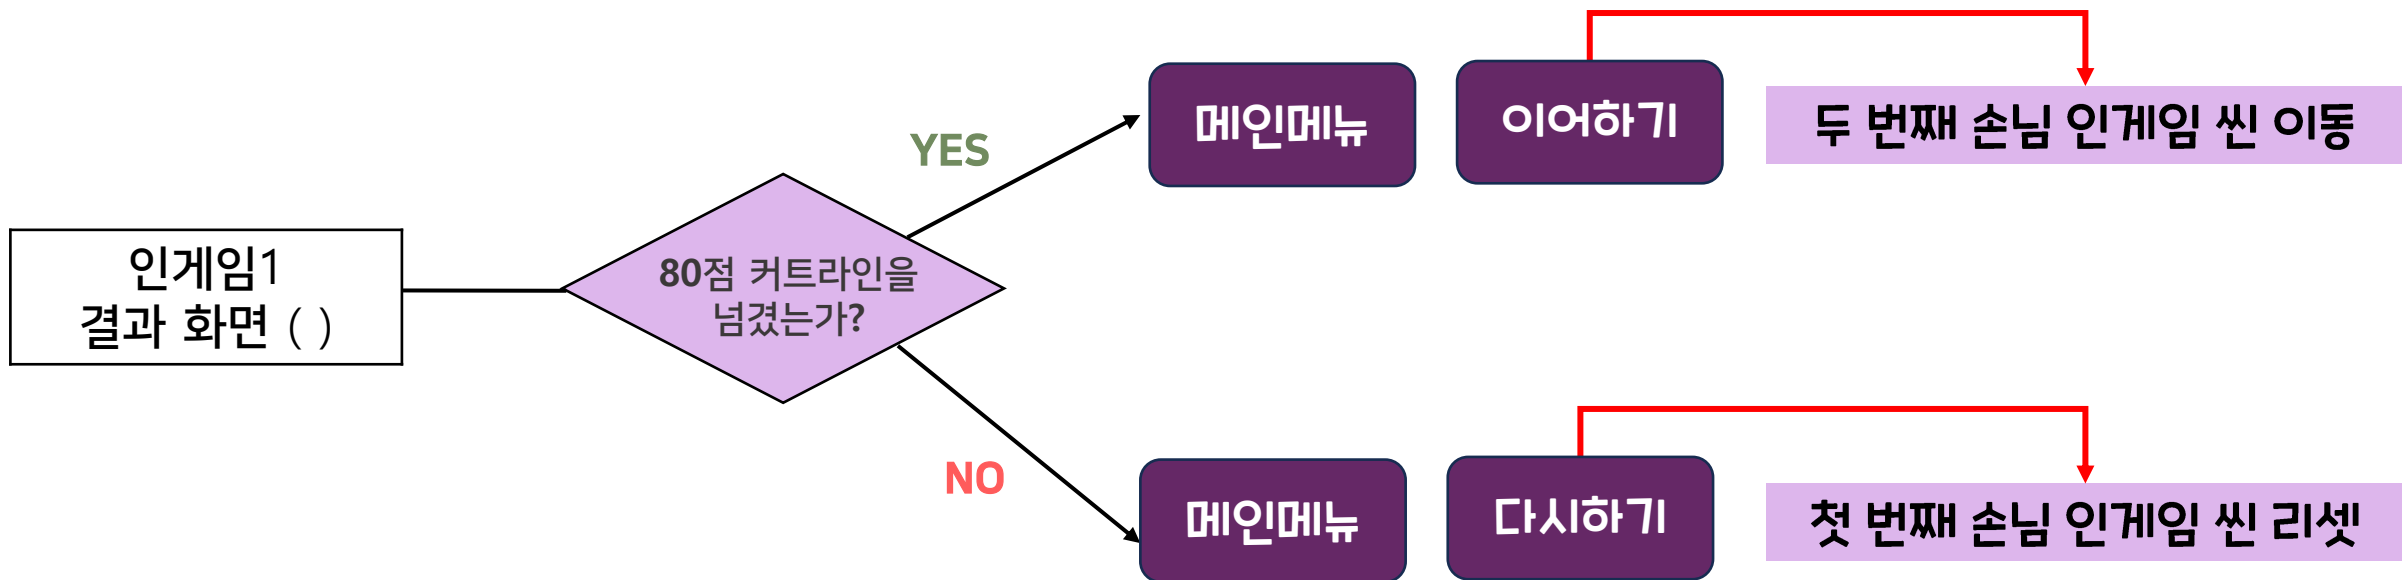 인게임1
결과 화면 ( )
80점 커트라인을
넘겼는가?
YES
메인메뉴
이어하기
두 번째 손님 인게임 씬 이동
NO
메인메뉴
다시하기
첫 번째 손님 인게임 씬 리셋